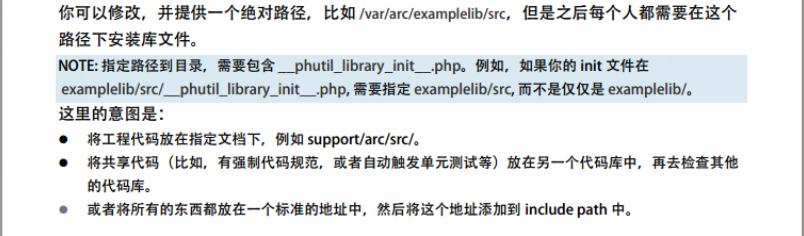 你可以修改，并提供一个绝对路径，比如 /var/arc/examplelib/src，但是之后每个人都需要在这个
路径下安装库文件。
NOTE: 指定路径到目录，需要包含 __phutil_library_init__.php。例如，如果你的 init 文件在
examplelib/src/__phutil_library_init__.php, 需要指定 examplelib/src, 而不是仅仅是 examplelib/。
这里的意图是：
● 将工程代码放在指定文档下，例如 support/arc/src/。
● 将共享代码（比如，有强制代码规范，或者自动触发单元测试等）放在另一个代码库中，再去检查其他
的代码库。
● 或者将所有的东西都放在一个标准的地址中，然后将这个地址添加到 include path 中。